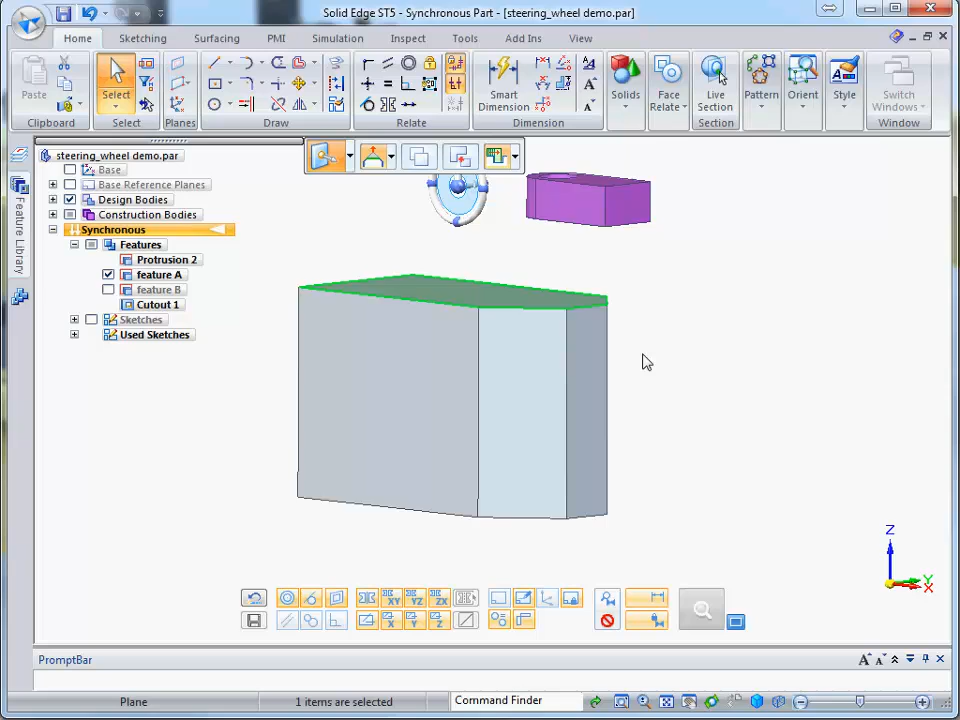 Solid Edge ST5 - Synchronous Part - [steering_wheel demo.par]
Home Sketching Surfacing PMI Simulation Inspect Tools Add Ins View
Paste Select Smart Dimension Solids Face Relate Live Section Pattern Orient Style Switch Windows
Clipboard Select Planes Draw Relate Dimension Section Window
Feature Library
steering_wheel demo.par
Base
Base Reference Planes
Design Bodies
Construction Bodies
Synchronous
Features
Protrusion 2
feature A
feature B
Cutout 1
Sketches
Used Sketches
Z
Y
X
XY YZ ZX
X Y Z
PromptBar
Plane 1 items are selected Command Finder